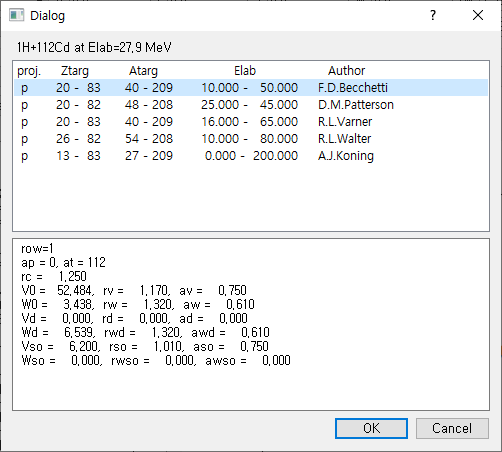 Dialog
1H+112Cd at Elab=27,9 MeV
proj. Ztarg Atarg Elab Author
p 20 - 83 40 - 209 10.000 - 50.000 F.D.Becchetti
p 20 - 82 48 - 208 25.000 - 45.000 D.M.Patterson
p 20 - 83 40 - 209 16.000 - 65.000 R.L.Varner
p 26 - 82 54 - 208 10.000 - 80.000 R.L.Walter
p 13 - 83 27 - 209 0.000 - 200.000 A.J.Koning
row=1
ap = 0, at = 112
rc = 1,250
V0 = 52,484, rv = 1,170, av = 0,750
W0 = 3,438, rw = 1,320, aw = 0,610
Vd = 0,000, rd = 0,000, ad = 0,000
Wd = 6,539, rwd = 1,320, awd = 0,610
Vso = 6,200, rso = 1,010, aso = 0,750
Wso = 0,000, rwso = 0,000, awso = 0,000
OK Cancel